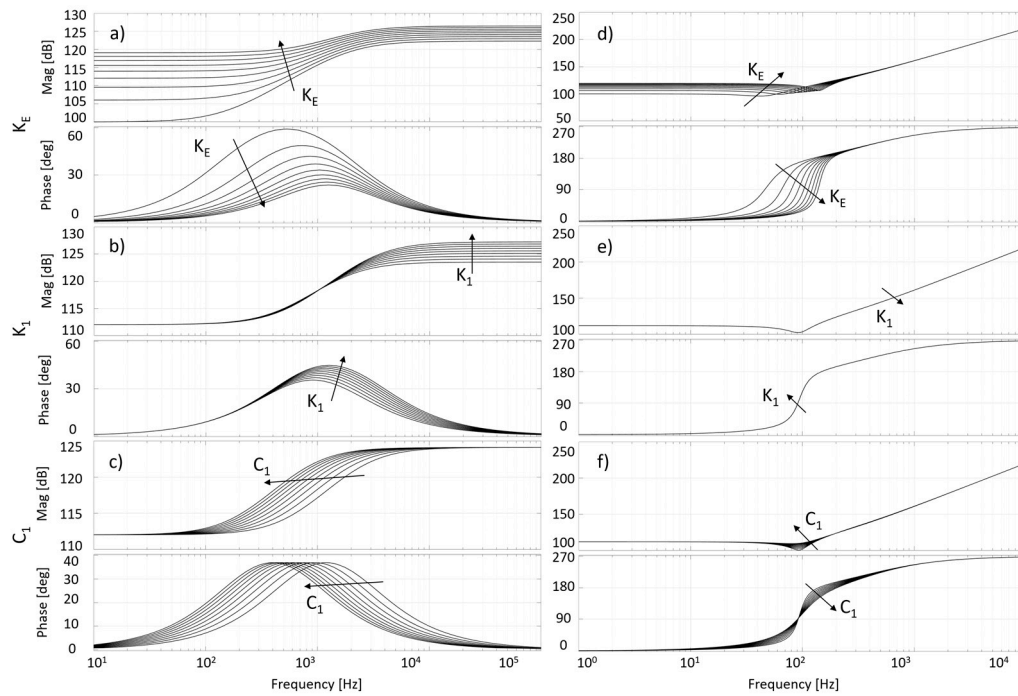 a)
Mag [dB]
130
125
120
115
110
105
100
K_E
K_E
Phase [deg]
60
30
0
K_E
b)
Mag [dB]
130
125
120
115
110
K_1
K_1
Phase [deg]
60
30
0
K_1
c)
Mag [dB]
125
120
115
110
C_1
C_1
Phase [deg]
40
30
20
10
0
C_1
10^1 10^2 10^3 10^4 10^5
Frequency [Hz]
d)
250
200
150
100
50
K_E
270
180
90
0
K_E
e)
200
150
100
K_1
270
180
90
0
K_1
f)
200
150
100
C_1
270
180
90
0
C_1
10^0 10^1 10^2 10^3 10^4
Frequency [Hz]